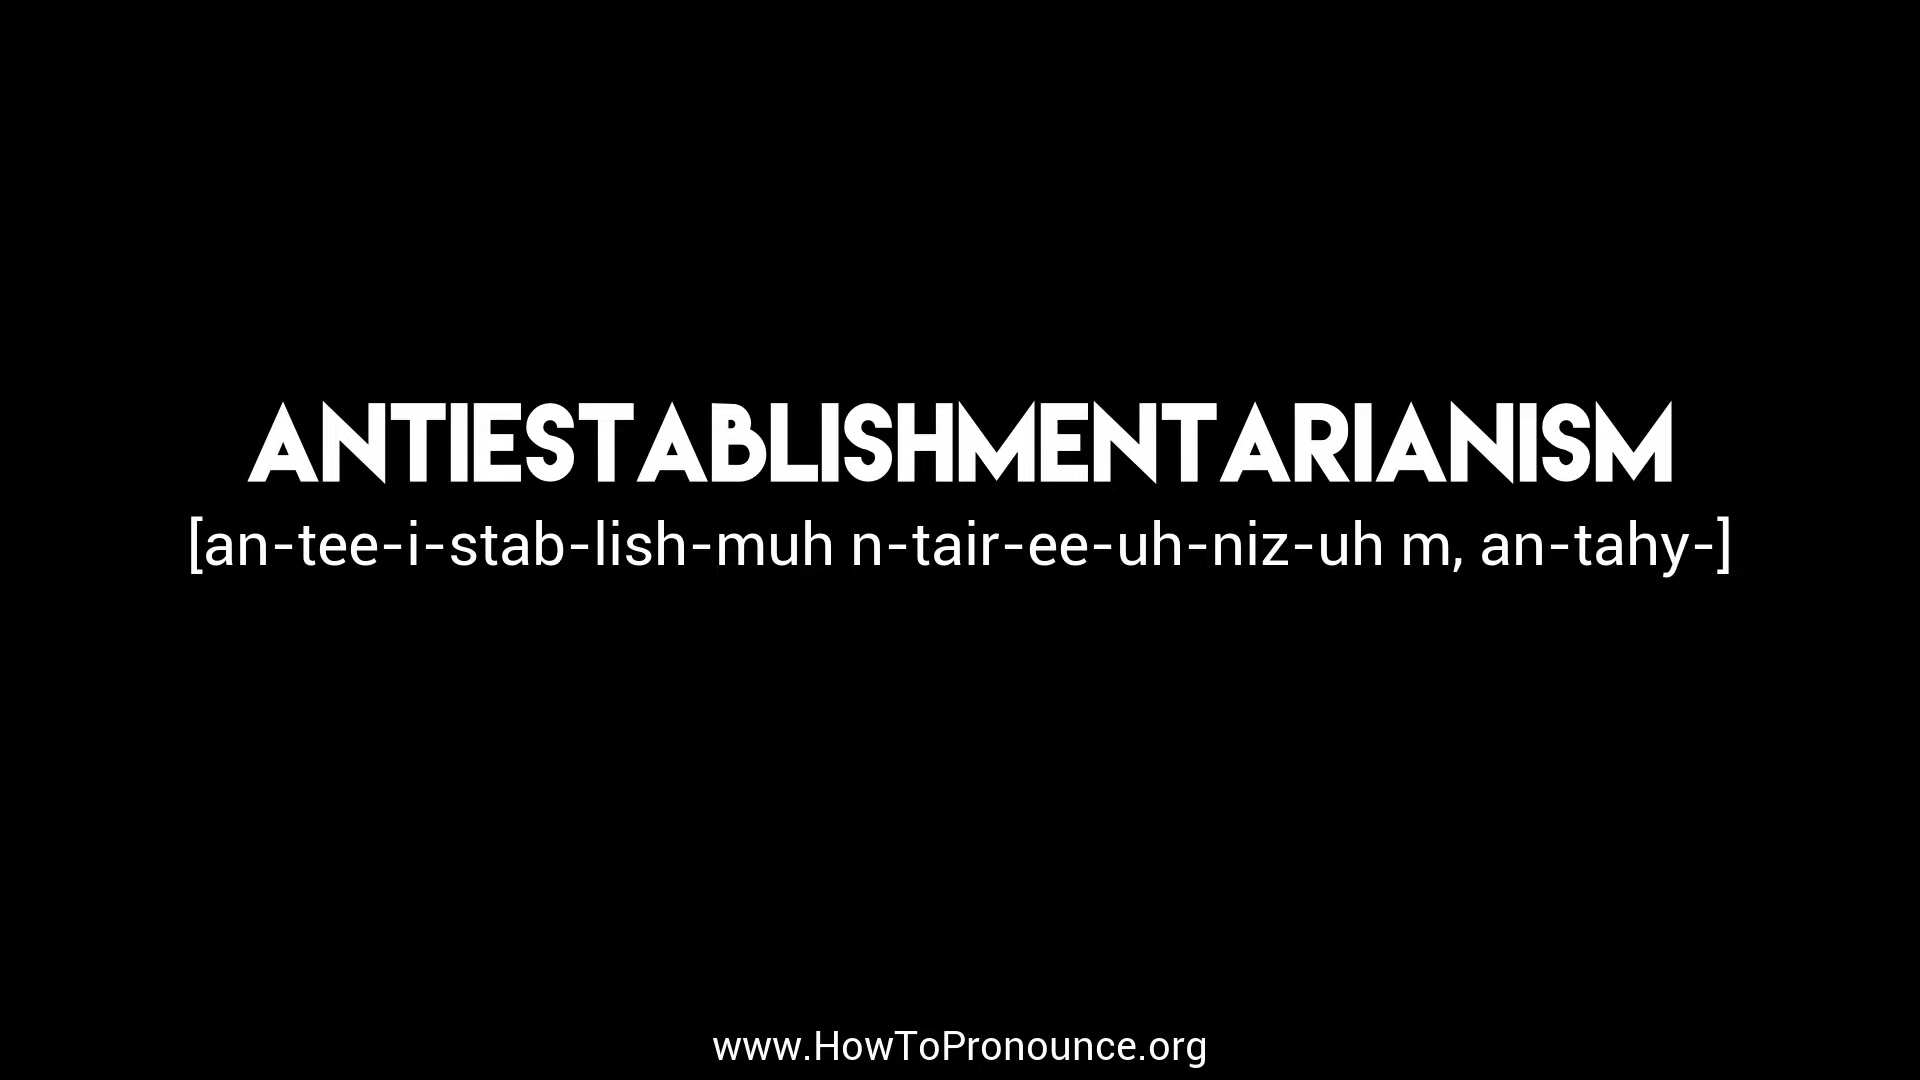 ANTIESTABLISHMENTARIANISM
[an-tee-i-stab-lish-muh n-tair-ee-uh-niz-uh m, an-tahy-]
www.HowToPronounce.org